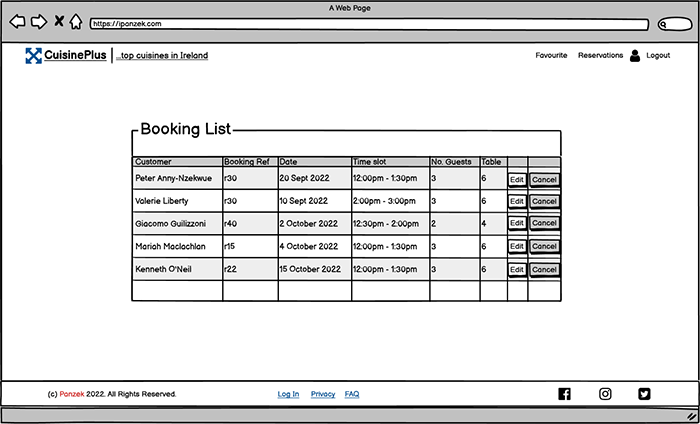 A Web Page
https://ipanzek.com
CuisinePlus ...top cuisines in Ireland Favourite Reservations Logout
Booking List
Customer Booking Ref Date Time slot No. Guests Table
Peter Anny-Nzekwue r30 20 Sept 2022 12:00pm - 1:30pm 3 6 Edit Cancel
Valerie Liberty r30 10 Sept 2022 2:00pm - 3:00pm 3 6 Edit Cancel
Giacomo Guilizzoni r40 2 October 2022 12:30pm - 2:00pm 2 4 Edit Cancel
Mariah Maclachlan r15 4 October 2022 12:00pm - 1:30pm 3 6 Edit Cancel
Kenneth O'Neil r22 15 October 2022 12:00pm - 1:30pm 3 6 Edit Cancel
(c) Panzek 2022. All Rights Reserved. Log In Privacy FAQ